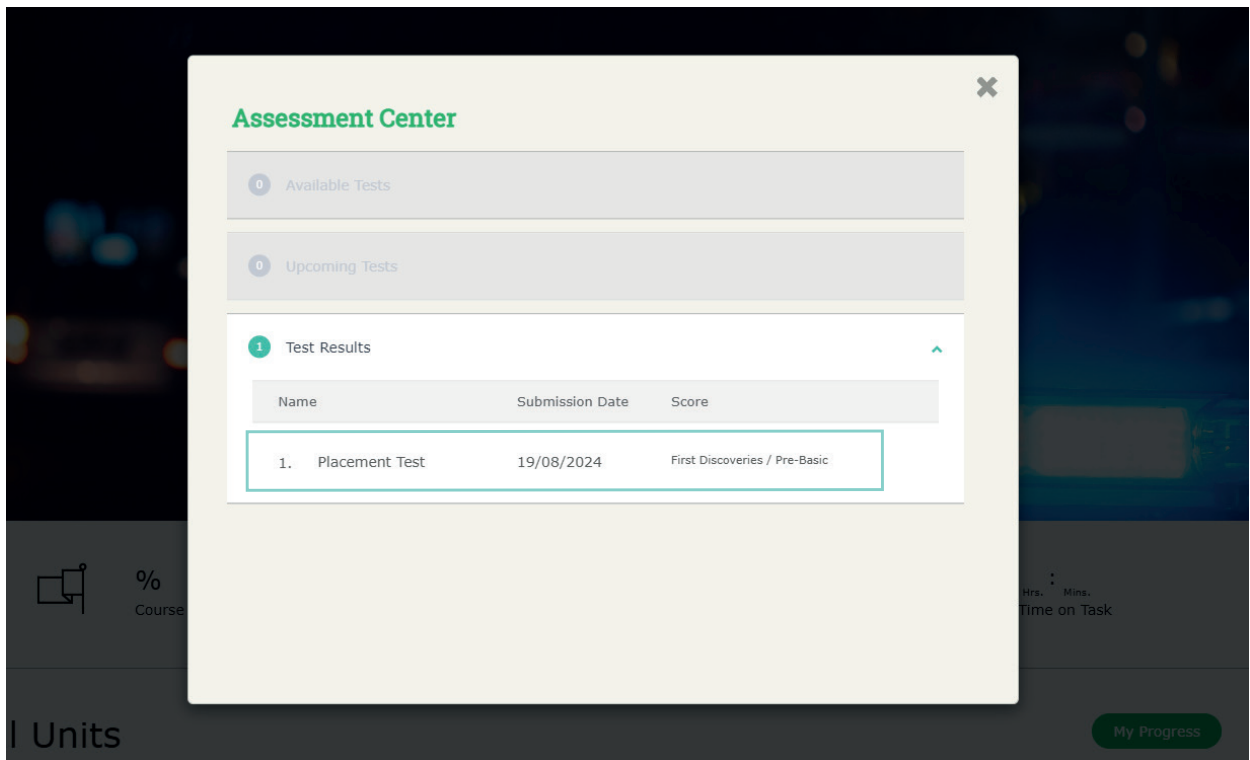 Assessment Center
0 Available Tests
0 Upcoming Tests
1 Test Results
Name Submission Date Score
1. Placement Test 19/08/2024 First Discoveries / Pre-Basic
%
Course
:
Hrs. Mins.
Time on Task
l Units
My Progress